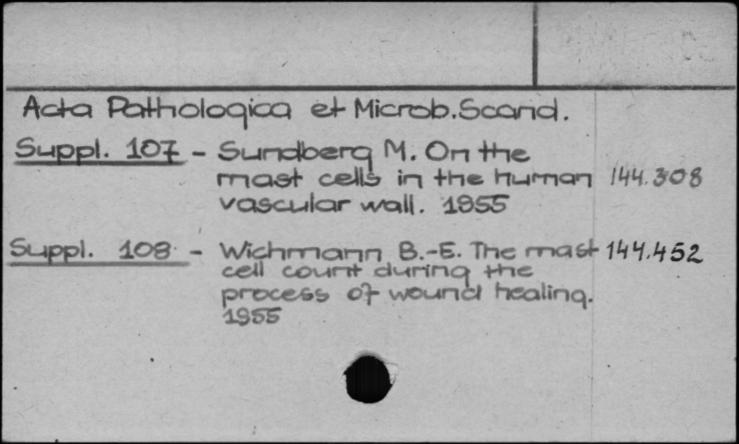 Acta Pathologica et Microb. Scand.
Suppl. 107 - Sundberg M. On the
mast cells in the human 144.308
vascular wall. 1955
Suppl. 108 - Wichmann B.-E. The mast 144.452
cell count during the
process of wound healing.
1955